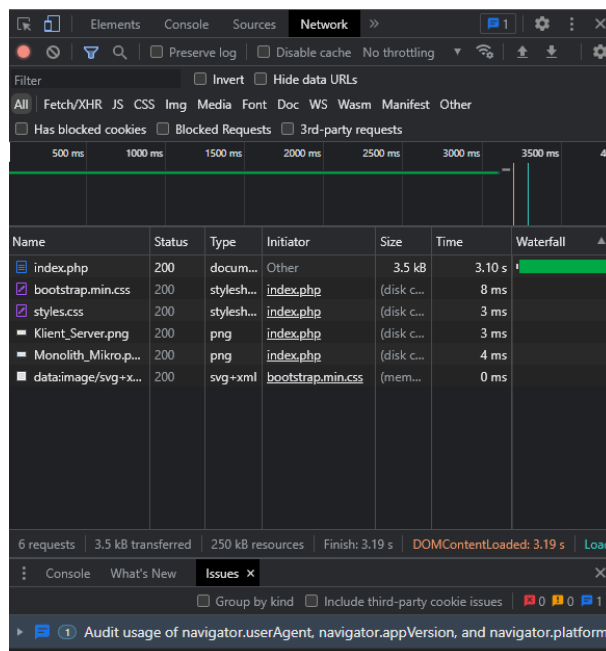 Elements Console Sources Network » 1
Preserve log Disable cache No throttling
Filter Invert Hide data URLs
All Fetch/XHR JS CSS Img Media Font Doc WS Wasm Manifest Other
Has blocked cookies Blocked Requests 3rd-party requests
500 ms 1000 ms 1500 ms 2000 ms 2500 ms 3000 ms 3500 ms 4
Name Status Type Initiator Size Time Waterfall
index.php 200 docum... Other 3.5 kB 3.10 s
bootstrap.min.css 200 stylesh... index.php (disk c... 8 ms
styles.css 200 stylesh... index.php (disk c... 3 ms
Klient_Server.png 200 png index.php (disk c... 3 ms
Monolith_Mikro.p... 200 png index.php (disk c... 4 ms
data:image/svg+x... 200 svg+xml bootstrap.min.css (mem... 0 ms
6 requests 3.5 kB transferred 250 kB resources Finish: 3.19 s DOMContentLoaded: 3.19 s Loa
Console What's New Issues ×
Group by kind Include third-party cookie issues 0 0 1
1 Audit usage of navigator.userAgent, navigator.appVersion, and navigator.platform